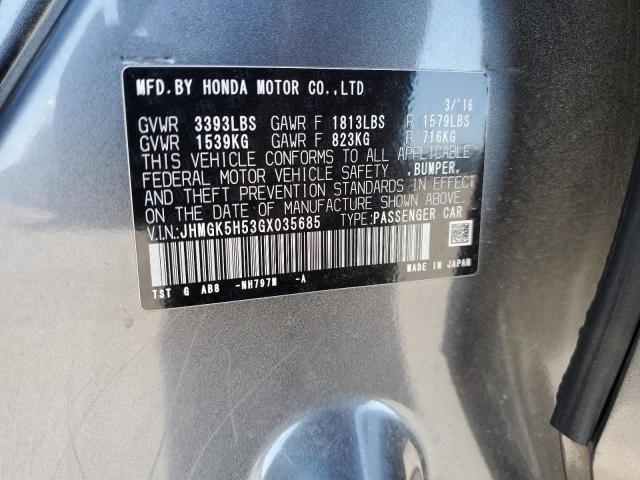 MFD.BY HONDA MOTOR CO.,LTD
3/'16
GVWR 3393LBS GAWR F 1813LBS R 1579LBS
GVWR 1539KG GAWR F 823KG R 716KG
THIS VEHICLE CONFORMS TO ALL APPLICABLE
FEDERAL MOTOR VEHICLE SAFETY ,BUMPER,
AND THEFT PREVENTION STANDARDS IN EFFECT
ON THE DATE OF MANUFACTURE SHOWN ABOVE.
V.I.N:JHMGK5H53GX035685 TYPE:PASSENGER CAR
MADE IN JAPAN
TST G AB8 -NH797M -A